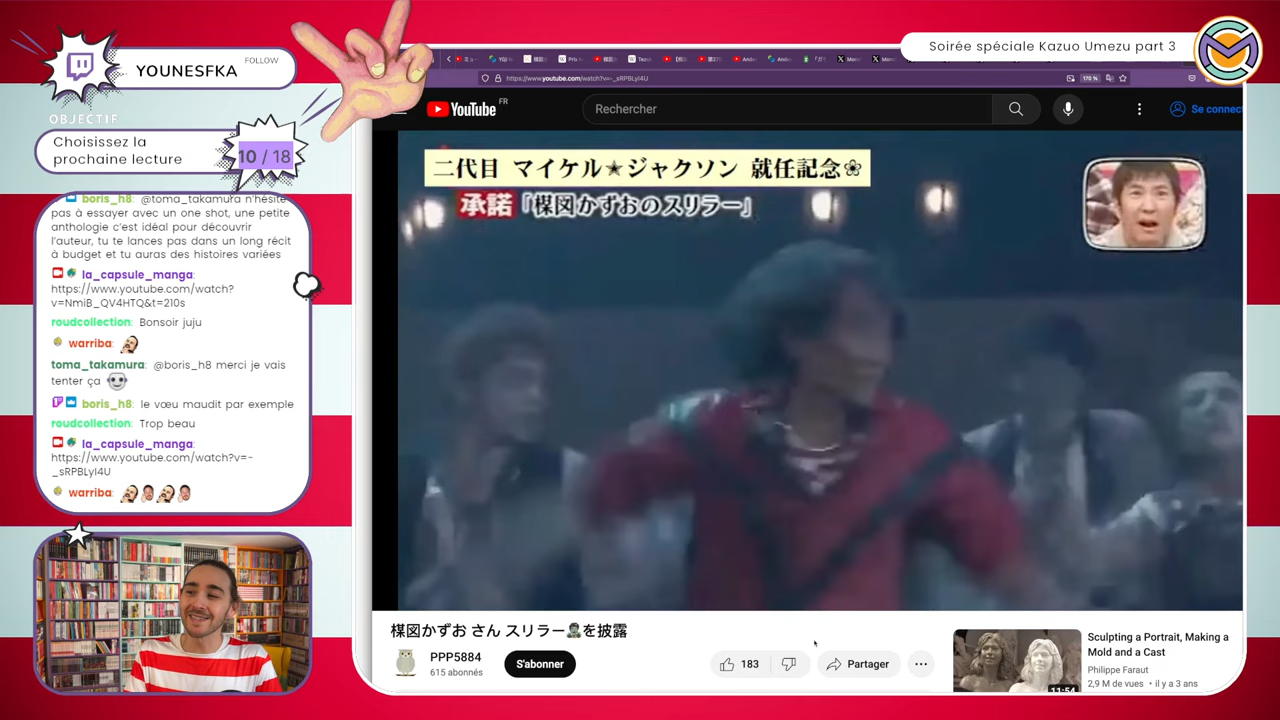 YOUNESFKA
FOLLOW
OBJECTIF
Choisissez la
prochaine lecture
10 / 18
boris_h8: @toma_takamura n'hésite
pas à essayer avec un one shot, une petite
anthologie c'est idéal pour découvrir
l'auteur, tu te lances pas dans un long récit
à budget et tu auras des histoires variées
la_capsule_manga:
https://www.youtube.com/watch?
v=NmiB_QV4HTQ&t=210s
roudcollection: Bonsoir juju
warriba:
toma_takamura: @boris_h8 merci je vais
tenter ça
boris_h8: le vœu maudit par exemple
roudcollection: Trop beau
la_capsule_manga:
https://www.youtube.com/watch?v=-
_sRPBLyI4U
warriba:
Soirée spéciale Kazuo Umezu part 3
https://www.youtube.com/watch?v=-_sRPBLyI4U
170 %
YouTube FR
Rechercher
Se connect
二代目 マイケル★ジャクソン 就任記念
承諾「楳図かずおのスリラー」
楳図かずお さん スリラー🧟を披露
PPP5884
615 abonnés
S'abonner
183
Partager
Sculpting a Portrait, Making a
Mold and a Cast
Philippe Faraut
2,9 M de vues • il y a 3 ans
11:54